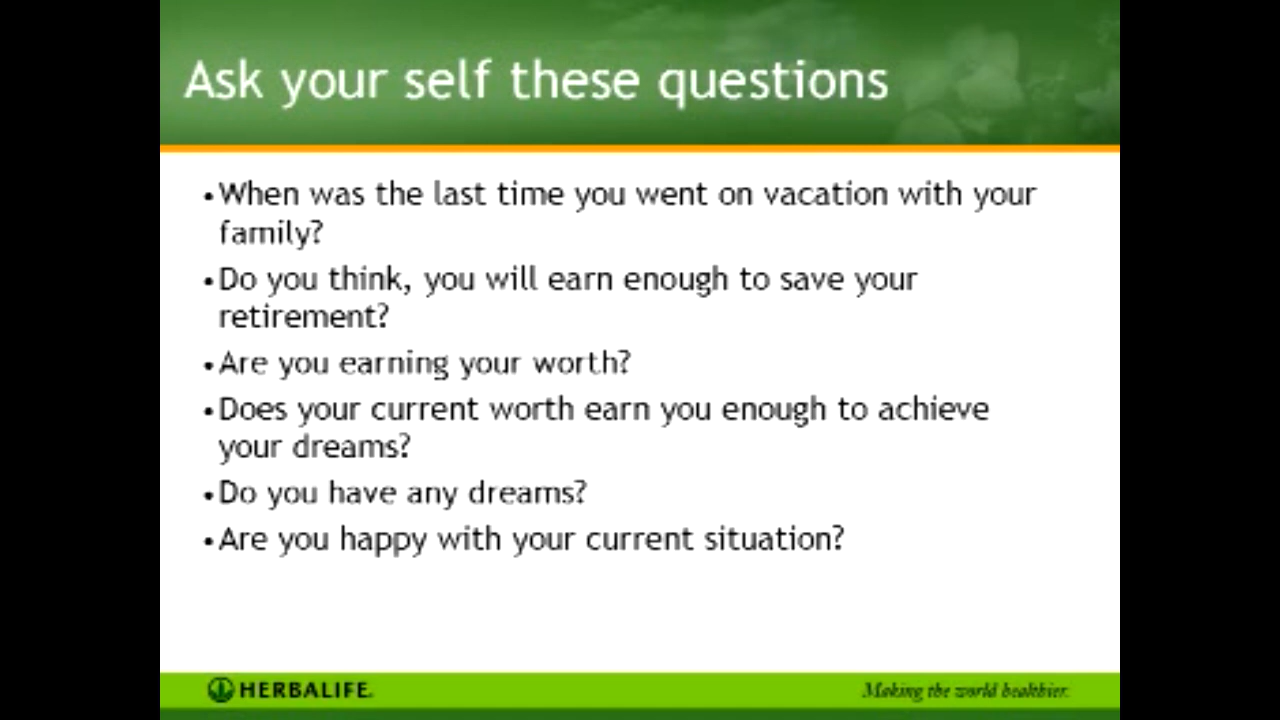 Ask your self these questions
•When was the last time you went on vacation with your
family?
•Do you think, you will earn enough to save your
retirement?
•Are you earning your worth?
•Does your current worth earn you enough to achieve
your dreams?
•Do you have any dreams?
•Are you happy with your current situation?
HERBALIFE.
Making the world healthier.